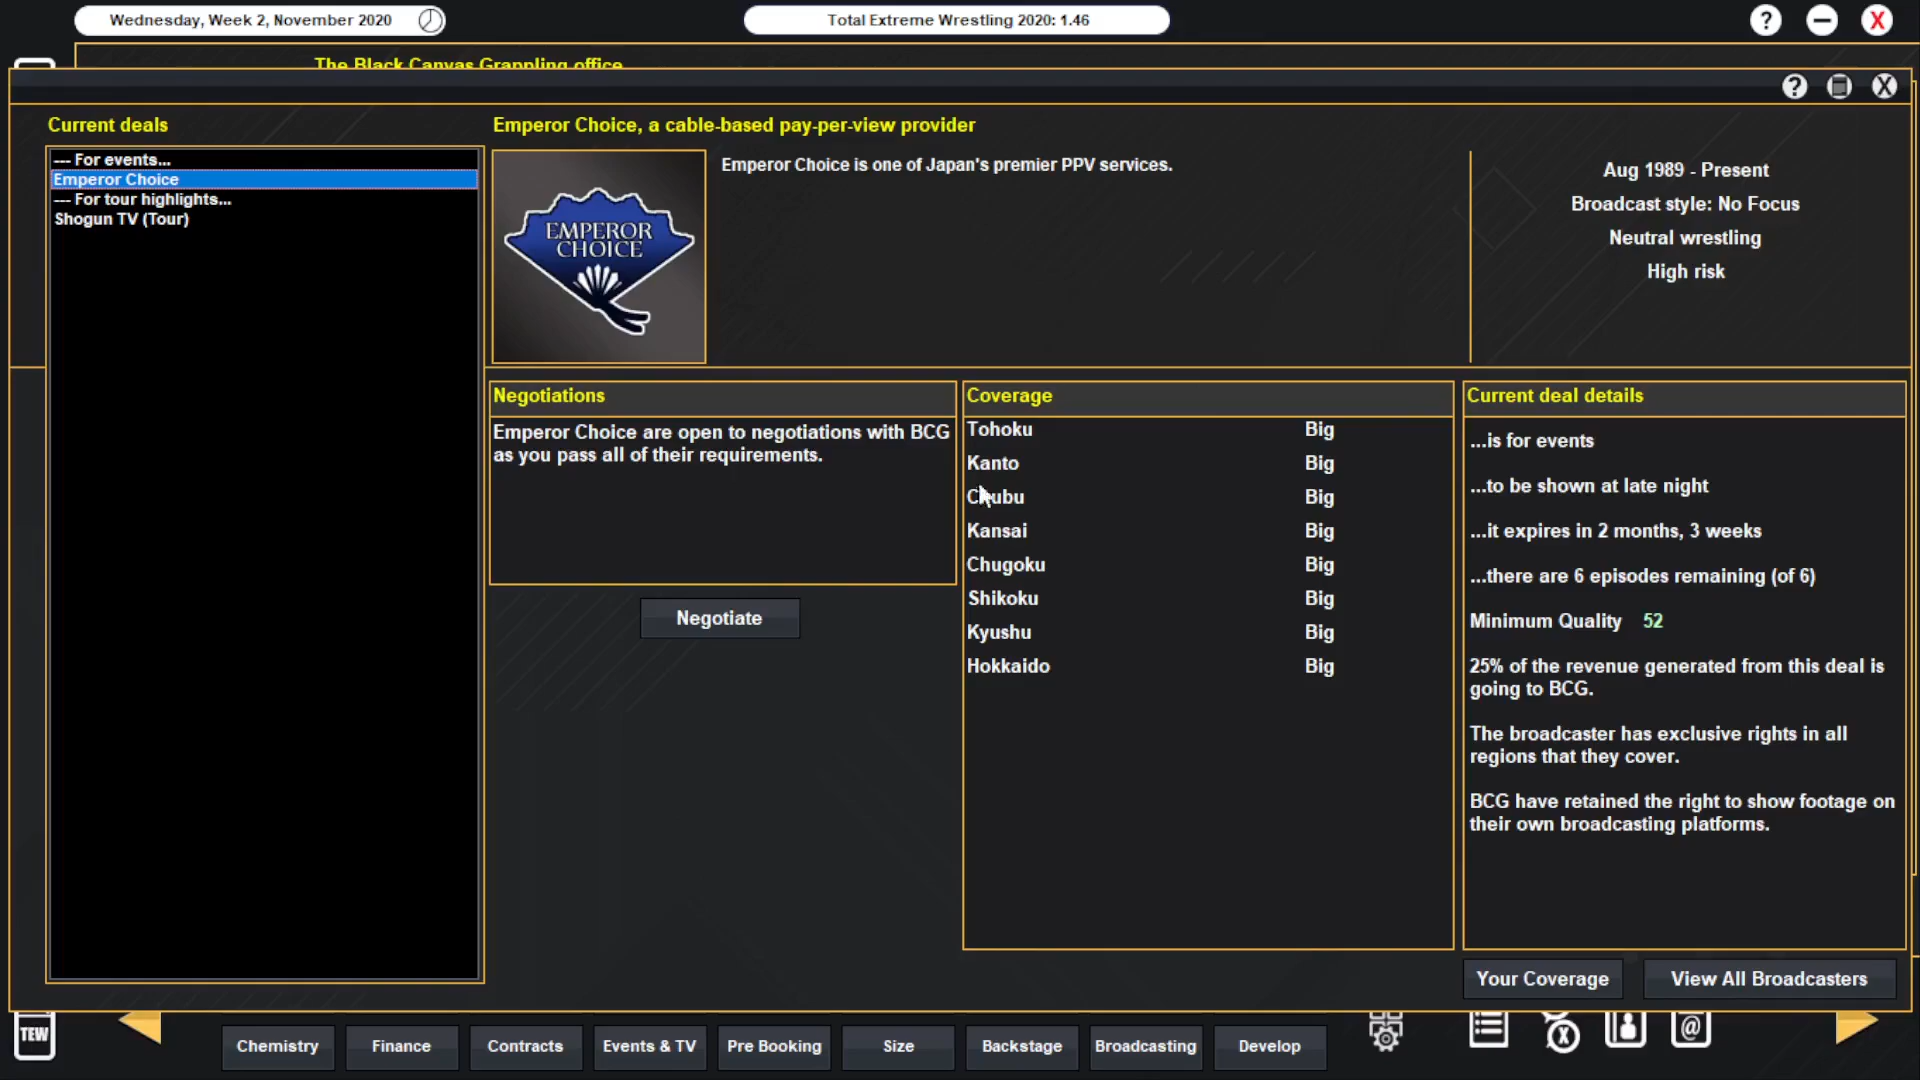 Wednesday, Week 2, November 2020
Total Extreme Wrestling 2020: 1.46
?
X
The Black Canvas Grappling office
?
X
Current deals
--- For events...
Emperor Choice
--- For tour highlights...
Shogun TV (Tour)
Emperor Choice, a cable-based pay-per-view provider
EMPEROR
CHOICE
Emperor Choice is one of Japan's premier PPV services.
Aug 1989 - Present
Broadcast style: No Focus
Neutral wrestling
High risk
Negotiations
Emperor Choice are open to negotiations with BCG
as you pass all of their requirements.
Negotiate
Coverage
Tohoku Big
Kanto Big
Chubu Big
Kansai Big
Chugoku Big
Shikoku Big
Kyushu Big
Hokkaido Big
Current deal details
...is for events
...to be shown at late night
...it expires in 2 months, 3 weeks
...there are 6 episodes remaining (of 6)
Minimum Quality 52
25% of the revenue generated from this deal is
going to BCG.
The broadcaster has exclusive rights in all
regions that they cover.
BCG have retained the right to show footage on
their own broadcasting platforms.
Your Coverage
View All Broadcasters
TEW
Chemistry
Finance
Contracts
Events & TV
Pre Booking
Size
Backstage
Broadcasting
Develop
X
@